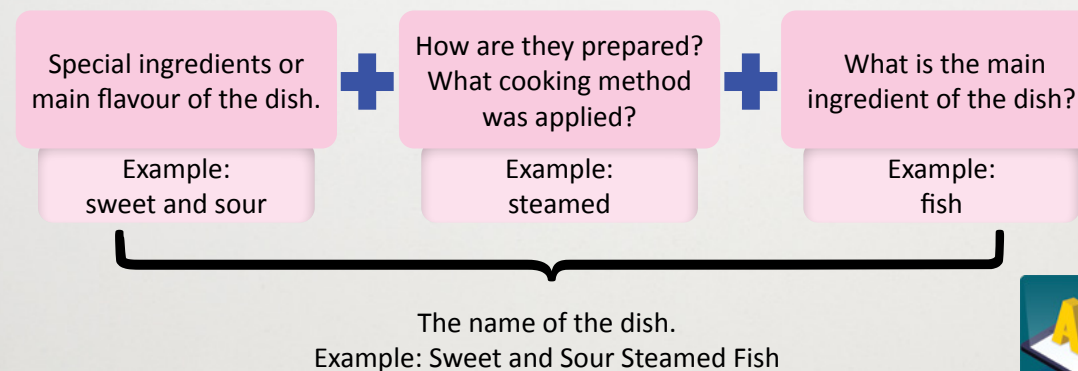 Special ingredients or
main flavour of the dish.
How are they prepared?
What cooking method
was applied?
What is the main
ingredient of the dish?
Example:
sweet and sour
Example:
steamed
Example:
fish
The name of the dish.
Example: Sweet and Sour Steamed Fish